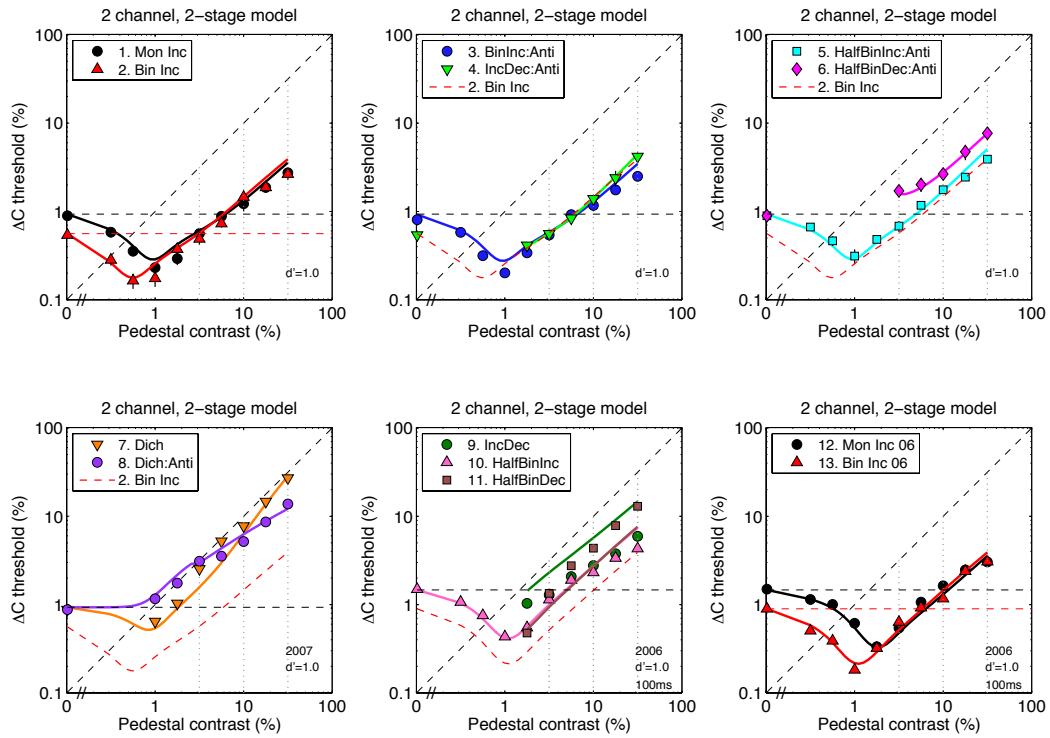 2 channel, 2−stage model
100
10
1
0.1
ΔC threshold (%)
1. Mon Inc
2. Bin Inc
d'=1.0
0 1 10 100
Pedestal contrast (%)
2 channel, 2−stage model
100
10
1
0.1
ΔC threshold (%)
3. BinInc:Anti
4. IncDec:Anti
2. Bin Inc
d'=1.0
0 1 10 100
Pedestal contrast (%)
2 channel, 2−stage model
100
10
1
0.1
ΔC threshold (%)
5. HalfBinInc:Anti
6. HalfBinDec:Anti
2. Bin Inc
d'=1.0
0 1 10 100
Pedestal contrast (%)
2 channel, 2−stage model
100
10
1
0.1
ΔC threshold (%)
7. Dich
8. Dich:Anti
2. Bin Inc
2007
d'=1.0
0 1 10 100
Pedestal contrast (%)
2 channel, 2−stage model
100
10
1
0.1
ΔC threshold (%)
9. IncDec
10. HalfBinInc
11. HalfBinDec
2006
d'=1.0
100ms
0 1 10 100
Pedestal contrast (%)
2 channel, 2−stage model
100
10
1
0.1
ΔC threshold (%)
12. Mon Inc 06
13. Bin Inc 06
2006
d'=1.0
100ms
0 1 10 100
Pedestal contrast (%)